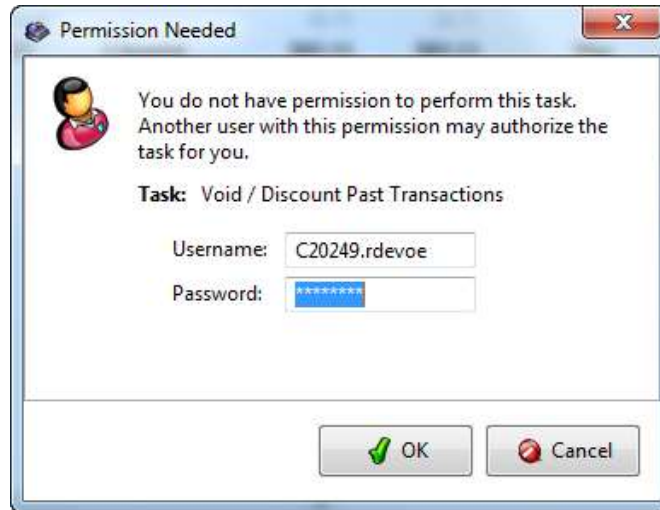 Permission Needed
You do not have permission to perform this task.
Another user with this permission may authorize the
task for you.
Task: Void / Discount Past Transactions
Username: C20249.rdevoe
Password: ********
OK Cancel